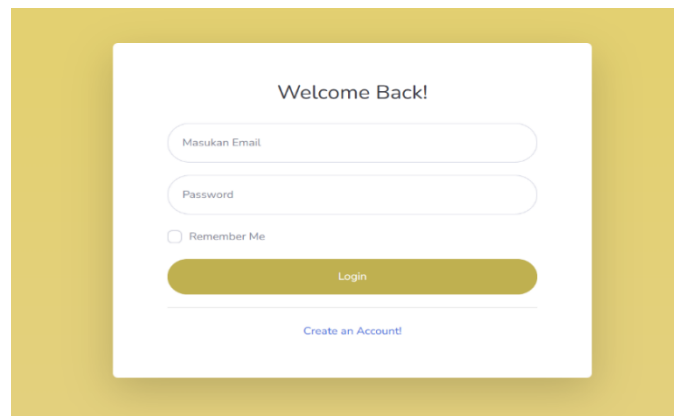 Welcome Back!
Masukan Email
Password
Remember Me
Login
Create an Account!